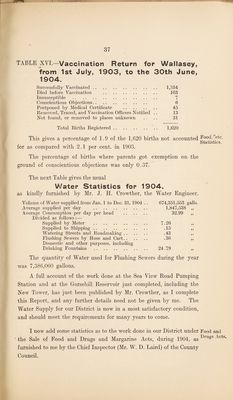 37
TABLE XVI.—Vaccination Return for Wallasey,
from 1st July, 1903, to the 30th June,
1904.
Successfully Vaccinated .. .. .. .. .. .. .. 1,334
Died before Vaccination .. .. .. .. .. .. .. 163
Insusceptible .. .. .. .. .. .. .. .. 7
Conscientious Objections.. .. .. .. .. .. .. 6
Postponed by Medical Certificate .. .. .. .. .. 45
Removed, Traced, and Vaccination Officers Notified .. .. 13
Not found, or removed to places unknown .. .. .. 31
Total Births Registered .. .. .. .. .. 1,620
This gives a percentage of 1.9 of the 1,620 births not accounted
for as compared with 2.1 per cent. in 1903.
Food, etc.
Statistics.
The percentage of births where parents got exemption on the
ground of conscientious objections was only 0.37.
The next Table gives the usual
Water Statistics for 1904.
as kindly furnished by Mr. J. H. Crowther, the Water Engineer.
Volume of Water supplied from Jan. 1 to Dec 31, 1904 .. 674,351,555 galls.
Average supplied per day .. .. .. .. .. 1,847,538 „
Average Consumption per day per head .. .. .. 32.99 „
Divided as follows—
Supplied by Meter .. .. .. .. .. 7.26 „
Supplied to Shipping .. .. .. .. .. .15 „
Watering Streets and Roadmaking .. .. .. .43 „
Flushing Sewers by Hose and Cart.. .. .. .36 „
Domestic and other purposes, including
Drinking Fountains .. .. .. .. 24.79 „
The quantity of Water used for Flushing Sewers during the year
was 7,386,000 gallons.
A full account of the work done at the Sea View Road Pumping
Station and at the Gorsehill Reservoir just completed, including the
New Tower, has just been published by Mr. Crowther, as I complete
this Report, and any further details need not be given by me. The
Water Supply for our District is now in a most satisfactory condition,
and should meet the requirements for many years to come.
I now add some statistics as to the work done in our District under
the Sale of Food and Drugs and Margarine Acts, during 1904, as
furnished to me by the Chief Inspector (Mr. W. D. Laird) of the County
Council.
Food and
Drugs Acts.